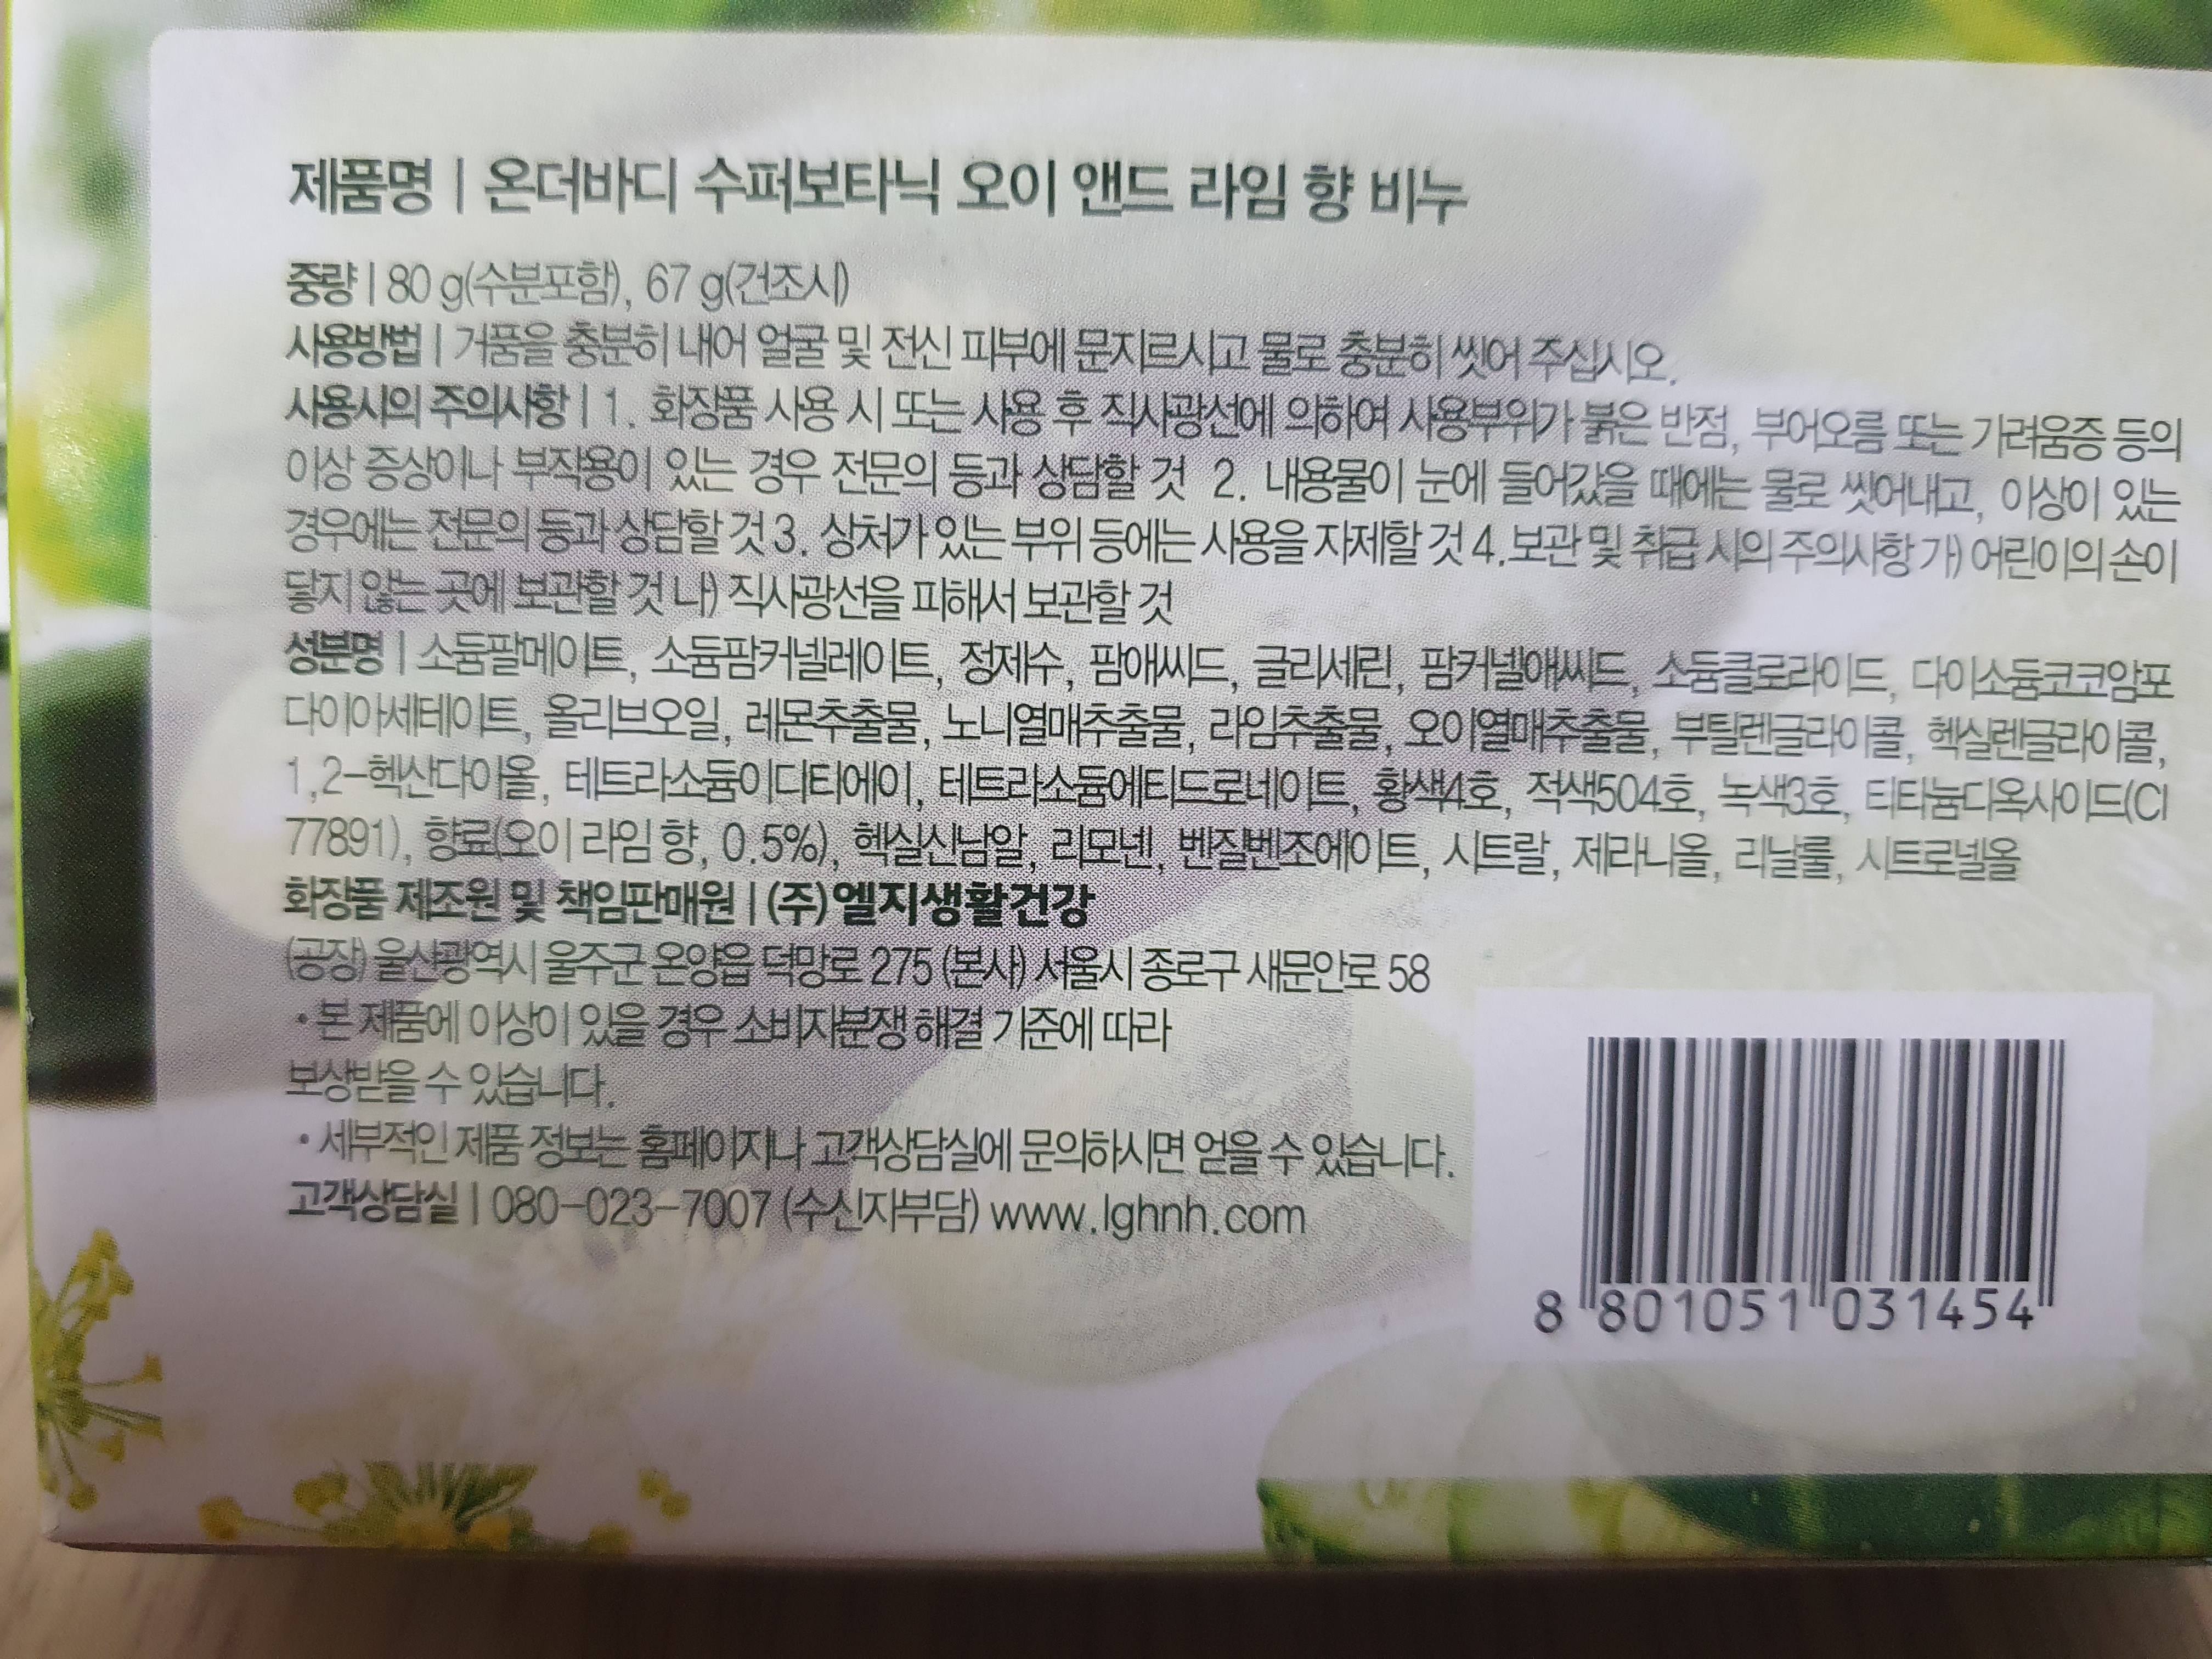 제품명 | 온더바디 수퍼보타닉 오이 앤드 라임 향 비누
중량 | 80 g(수분포함), 67 g(건조시)
사용방법 | 거품을 충분히 내어 얼굴 및 전신 피부에 문지르시고 물로 충분히 씻어 주십시오.
사용시의 주의사항 | 1. 화장품 사용 시 또는 사용 후 직사광선에 의하여 사용부위가 붉은 반점, 부어오름 또는 가려움증 등의
이상 증상이나 부작용이 있는 경우 전문의 등과 상담할 것 2. 내용물이 눈에 들어갔을 때에는 물로 씻어내고, 이상이 있는
경우에는 전문의 등과 상담할 것 3. 상처가 있는 부위 등에는 사용을 자제할 것 4.보관 및 취급 시의 주의사항 가) 어린이의 손이
닿지 않는 곳에 보관할 것 나) 직사광선을 피해서 보관할 것
성분명 | 소듐팔메이트, 소듐팜커넬레이트, 정제수, 팜애씨드, 글리세린, 팜커넬애씨드, 소듐클로라이드, 다이소듐코코암포
다이아세테이트, 올리브오일, 레몬추출물, 노니열매추출물, 라임추출물, 오이열매추출물, 부틸렌글라이콜, 헥실렌글라이콜,
1,2-헥산다이올, 테트라소듐이디티에이, 테트라소듐에티드로네이트, 황색4호, 적색504호, 녹색3호, 티타늄디옥사이드(CI
77891), 향료(오이 라임 향, 0.5%), 헥실신남알, 리모넨, 벤질벤조에이트, 시트랄, 제라니올, 리날룰, 시트로넬올
화장품 제조원 및 책임판매원 | (주)엘지생활건강
(공장) 울산광역시 울주군 온양읍 덕망로 275 (본사) 서울시 종로구 새문안로 58
• 본 제품에 이상이 있을 경우 소비자분쟁 해결 기준에 따라
보상받을 수 있습니다.
• 세부적인 제품 정보는 홈페이지나 고객상담실에 문의하시면 얻을 수 있습니다.
고객상담실 | 080-023-7007 (수신자부담) www.lghnh.com
8 801051 031454